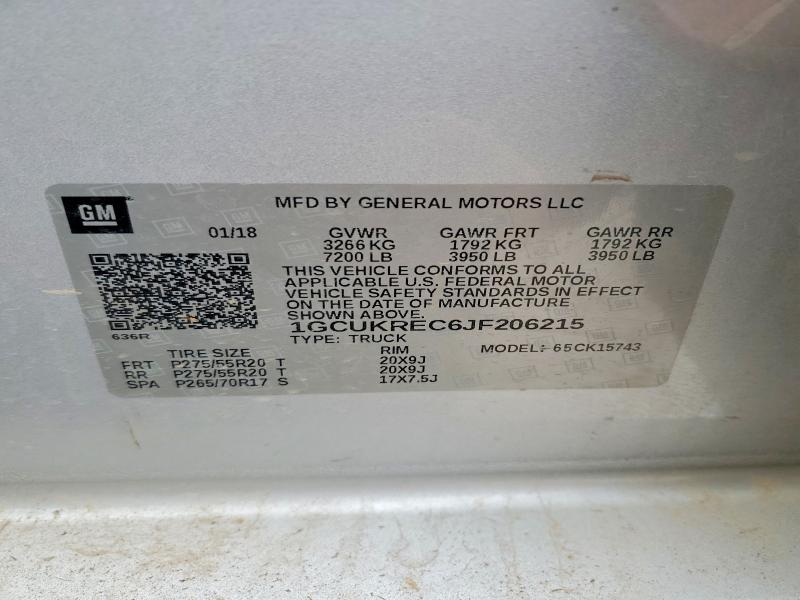 GM
MFD BY GENERAL MOTORS LLC
01/18 GVWR GAWR FRT GAWR RR
3266 KG 1792 KG 1792 KG
7200 LB 3950 LB 3950 LB
THIS VEHICLE CONFORMS TO ALL
APPLICABLE U.S. FEDERAL MOTOR
VEHICLE SAFETY STANDARDS IN EFFECT
ON THE DATE OF MANUFACTURE
SHOWN ABOVE.
1GCUKREC6JF206215
636R
TYPE: TRUCK
TIRE SIZE RIM MODEL: 65CK15743
FRT P275/55R20 T 20X9J
RR P275/55R20 T 20X9J
SPA P265/70R17 S 17X7.5J